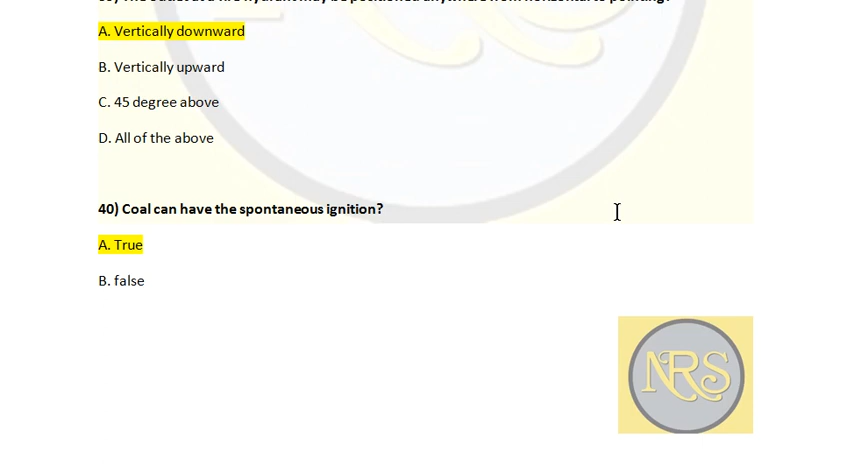 A. Vertically downward
B. Vertically upward
C. 45 degree above
D. All of the above
40) Coal can have the spontaneous ignition?
A. True
B. false
NRS